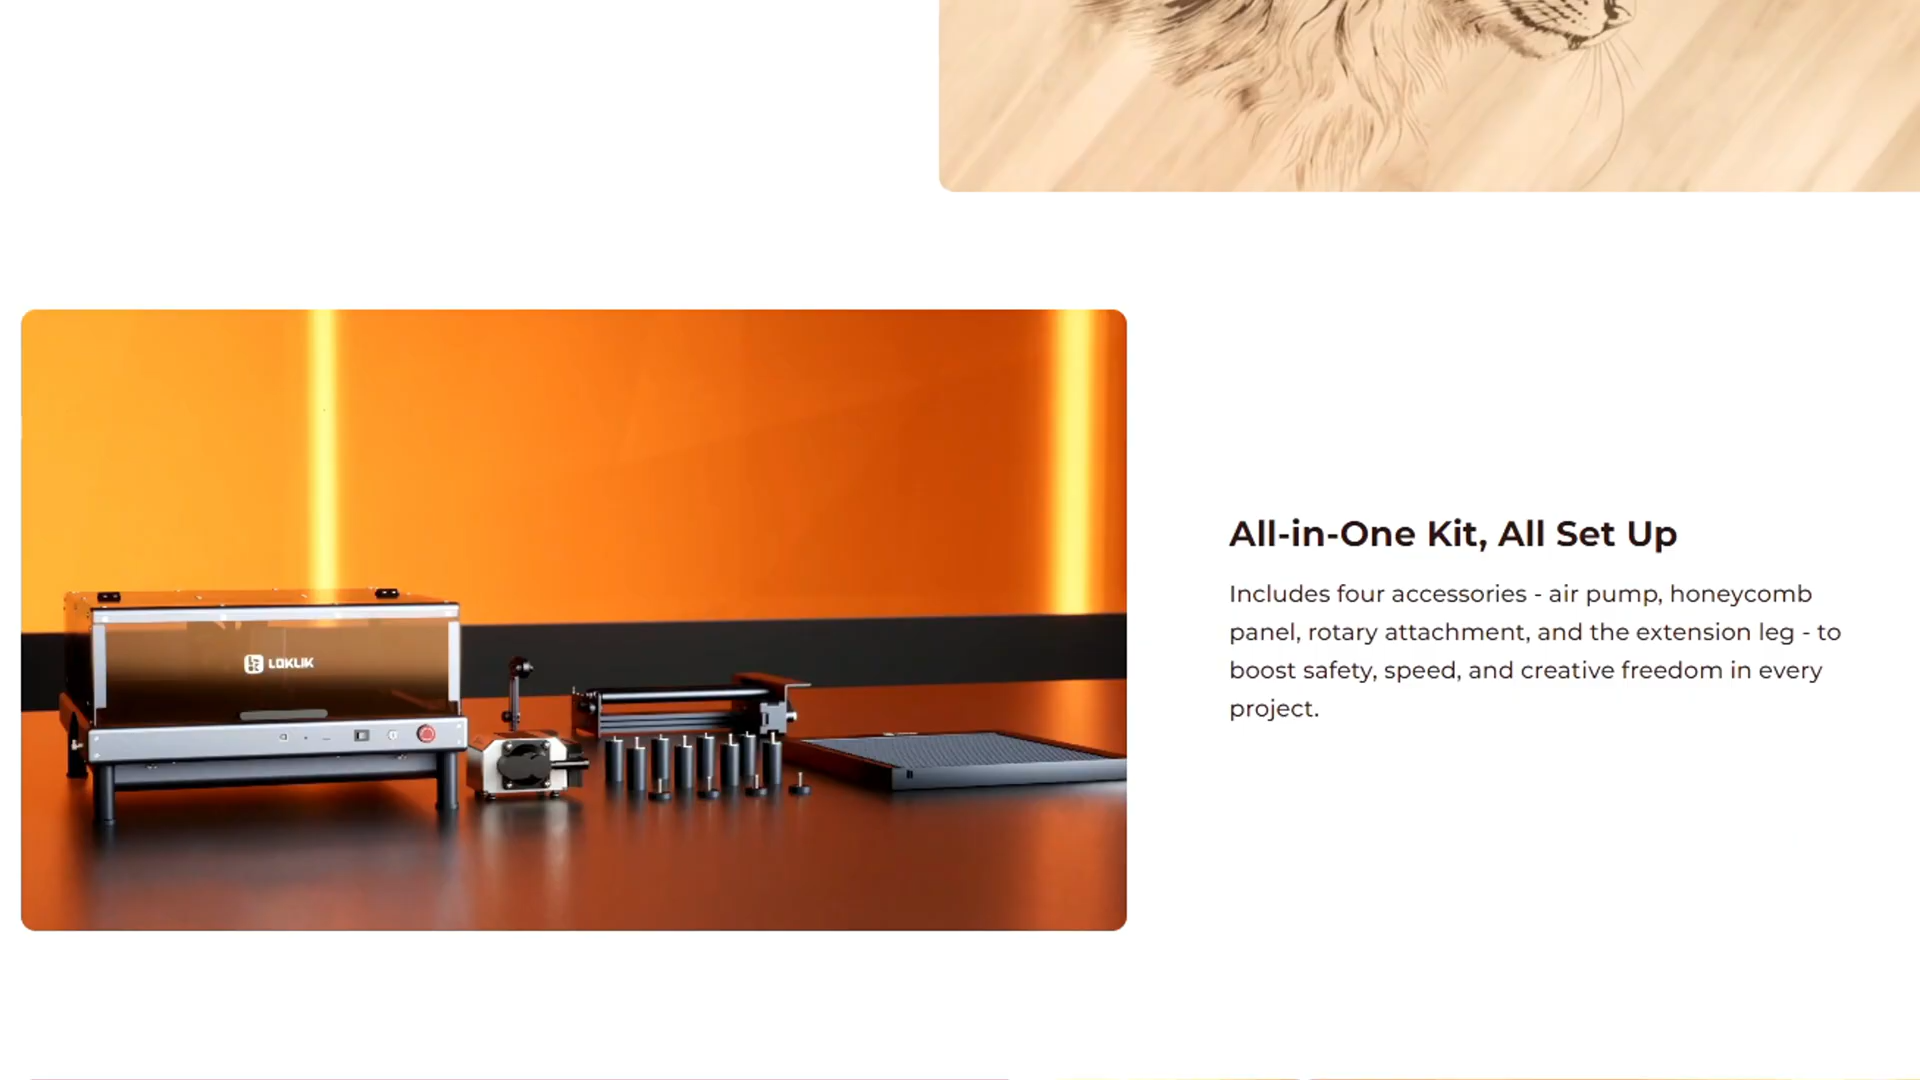 LOKLIK
All-in-One Kit, All Set Up
Includes four accessories - air pump, honeycomb
panel, rotary attachment, and the extension leg - to
boost safety, speed, and creative freedom in every
project.